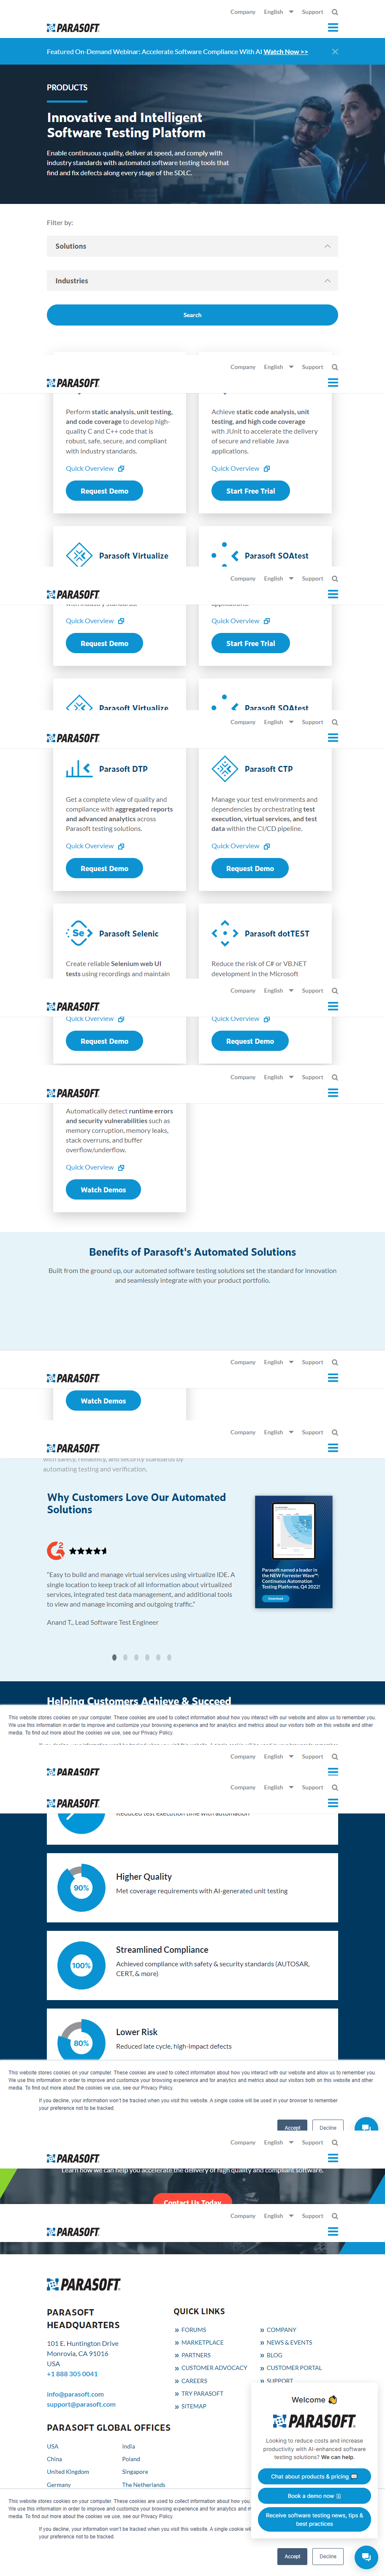 Company English Support
PARASOFT
Featured On-Demand Webinar: Accelerate Software Compliance With AI Watch Now >>
PRODUCTS
Innovative and Intelligent
Software Testing Platform
Enable continuous quality, deliver at speed, and comply with
industry standards with automated software testing tools that
find and fix defects along every stage of the SDLC.
Filter by:
Solutions
Industries
Search
Company English Support
PARASOFT
Perform static analysis, unit testing,
and code coverage to develop high-
quality C and C++ code that is
robust, safe, secure, and compliant
with industry standards.
Quick Overview
Request Demo
Achieve static code analysis, unit
testing, and high code coverage
with JUnit to accelerate the delivery
of secure and reliable Java
applications.
Quick Overview
Start Free Trial
Parasoft Virtualize
Parasoft SOAtest
Company English Support
PARASOFT
with industry standards.
Quick Overview
Request Demo
applications.
Quick Overview
Start Free Trial
Parasoft Virtualize
Parasoft SOAtest
Company English Support
PARASOFT
Parasoft DTP
Get a complete view of quality and
compliance with aggregated reports
and advanced analytics across
Parasoft testing solutions.
Quick Overview
Request Demo
Parasoft CTP
Manage your test environments and
dependencies by orchestrating test
execution, virtual services, and test
data within the CI/CD pipeline.
Quick Overview
Request Demo
Parasoft Selenic
Create reliable Selenium web UI
tests using recordings and maintain
Parasoft dotTEST
Reduce the risk of C# or VB.NET
development in the Microsoft
Company English Support
PARASOFT
Quick Overview
Request Demo
Quick Overview
Request Demo
Company English Support
PARASOFT
Automatically detect runtime errors
and security vulnerabilities such as
memory corruption, memory leaks,
stack overruns, and buffer
overflow/underflow.
Quick Overview
Watch Demos
Benefits of Parasoft's Automated Solutions
Built from the ground up, our automated software testing solutions set the standard for innovation
and seamlessly integrate with your product portfolio.
Company English Support
PARASOFT
Watch Demos
Company English Support
PARASOFT
with safety, reliability, and security standards by
automating testing and verification.
Why Customers Love Our Automated
Solutions
"Easy to build and manage virtual services using virtualize IDE. A
single location to keep track of all information about virtualized
services, integrated test data management, and additional tools
to view and manage incoming and outgoing traffic."
Anand T., Lead Software Test Engineer
Parasoft named a leader in
the NEW Forrester Wave™:
Continuous Automation
Testing Platforms, Q4 2022!
Download
Helping Customers Achieve & Succeed
This website stores cookies on your computer. These cookies are used to collect information about how you interact with our website and allow us to remember you.
We use this information in order to improve and customize your browsing experience and for analytics and metrics about our visitors both on this website and other
media. To find out more about the cookies we use, see our Privacy Policy.
Company English Support
PARASOFT
Company English Support
PARASOFT
Reduced test execution time with automation
90%
Higher Quality
Met coverage requirements with AI-generated unit testing
100%
Streamlined Compliance
Achieved compliance with safety & security standards (AUTOSAR,
CERT, & more)
80%
Lower Risk
Reduced late cycle, high-impact defects
This website stores cookies on your computer. These cookies are used to collect information about how you interact with our website and allow us to remember you.
We use this information in order to improve and customize your browsing experience and for analytics and metrics about our visitors both on this website and other
media. To find out more about the cookies we use, see our Privacy Policy.
If you decline, your information won't be tracked when you visit this website. A single cookie will be used in your browser to remember
your preference not to be tracked.
Accept
Decline
Company English Support
PARASOFT
Learn how we can help you accelerate the delivery of high quality and compliant software.
Contact Us Today
Company English Support
PARASOFT
PARASOFT
PARASOFT
HEADQUARTERS
101 E. Huntington Drive
Monrovia, CA 91016
USA
+1 888 305 0041
info@parasoft.com
support@parasoft.com
QUICK LINKS
» FORUMS
» MARKETPLACE
» PARTNERS
» CUSTOMER ADVOCACY
» CAREERS
» TRY PARASOFT
» SITEMAP
» COMPANY
» NEWS & EVENTS
» BLOG
» CUSTOMER PORTAL
» SUPPORT
PARASOFT GLOBAL OFFICES
USA
China
United Kingdom
Germany
India
Poland
Singapore
The Netherlands
Welcome
PARASOFT
Looking to reduce costs and increase
productivity with AI-enhanced software
testing solutions? We can help.
Chat about products & pricing
Book a demo now
Receive software testing news, tips &
best practices
This website stores cookies on your computer. These cookies are used to collect information about how you
We use this information in order to improve and customize your browsing experience and for analytics and m
media. To find out more about the cookies we use, see our Privacy Policy.
If you decline, your information won't be tracked when you visit this website. A single cookie will
your preference not to be tracked.
Accept
Decline